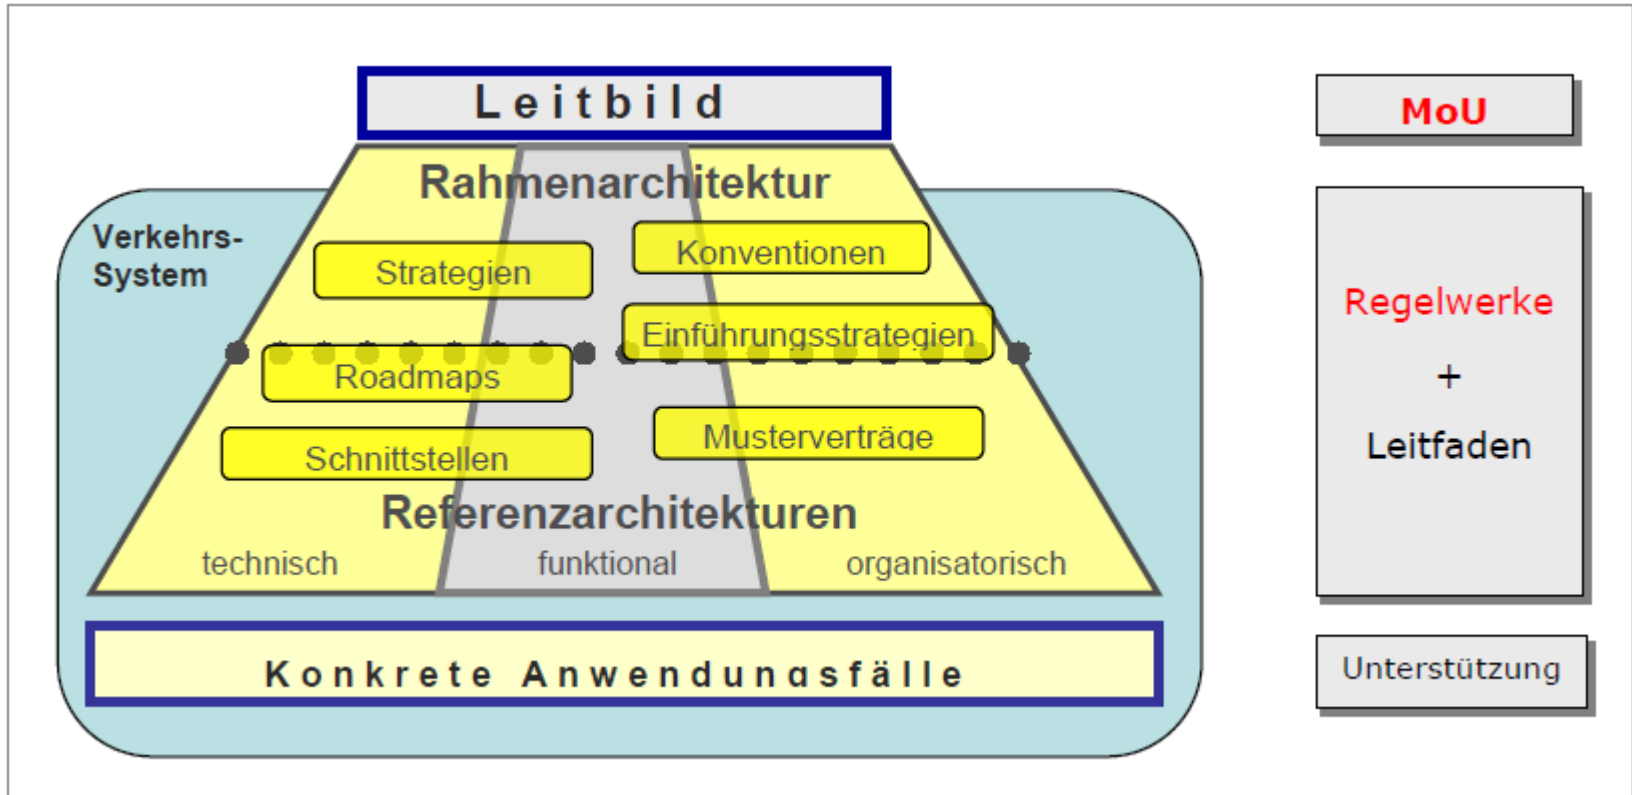 Leitbild
Rahmenarchitektur
Verkehrs-
System
Strategien
Konventionen
Einführungsstrategien
Roadmaps
Musterverträge
Schnittstellen
Referenzarchitekturen
technisch
funktional
organisatorisch
Konkrete Anwendungsfälle
MoU
Regelwerke
+
Leitfaden
Unterstützung